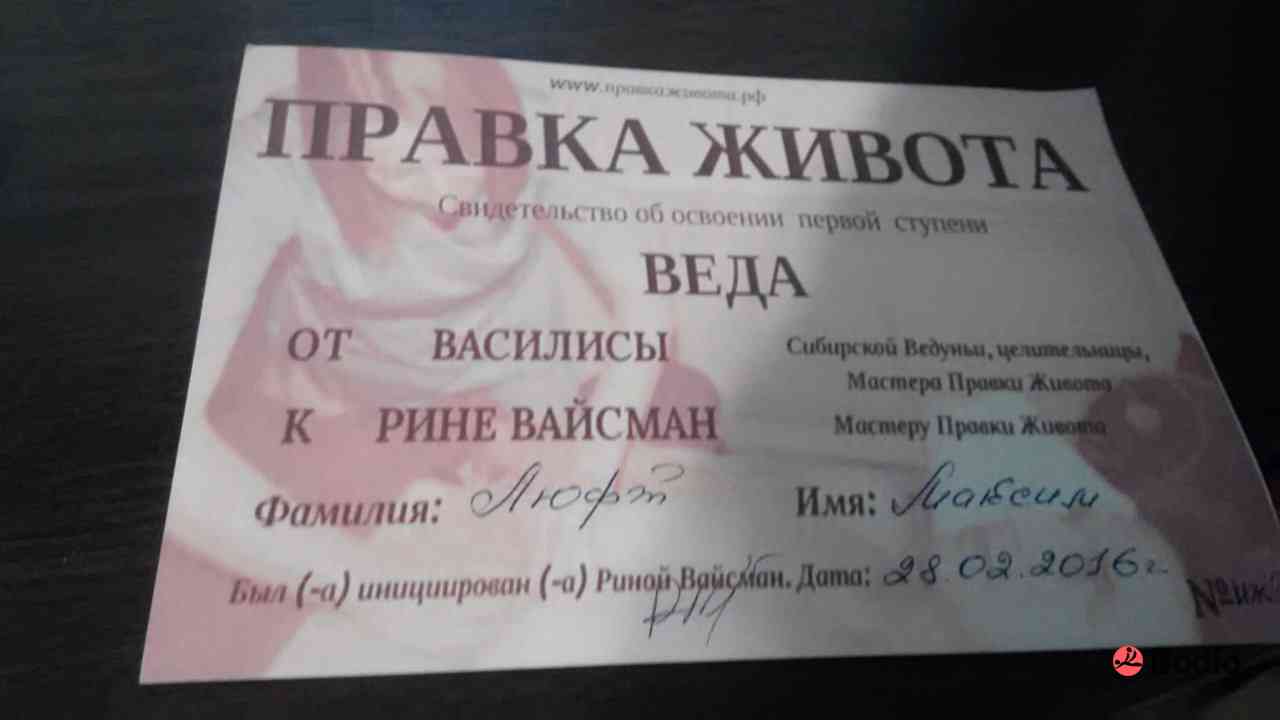 www.правкаживота.рф
ПРАВКА ЖИВОТА
Свидетельство об освоении первой ступени
ВЕДА
ОТ ВАСИЛИСЫ Сибирской Ведуньи, целительницы,
Мастера Правки Живота
К РИНЕ ВАЙСМАН Мастеру Правки Живота
Фамилия: Люфт Имя: Максим
Был (-а) инициирован (-а) Риной Вайсман. Дата: 28.02.2016г.
№иж